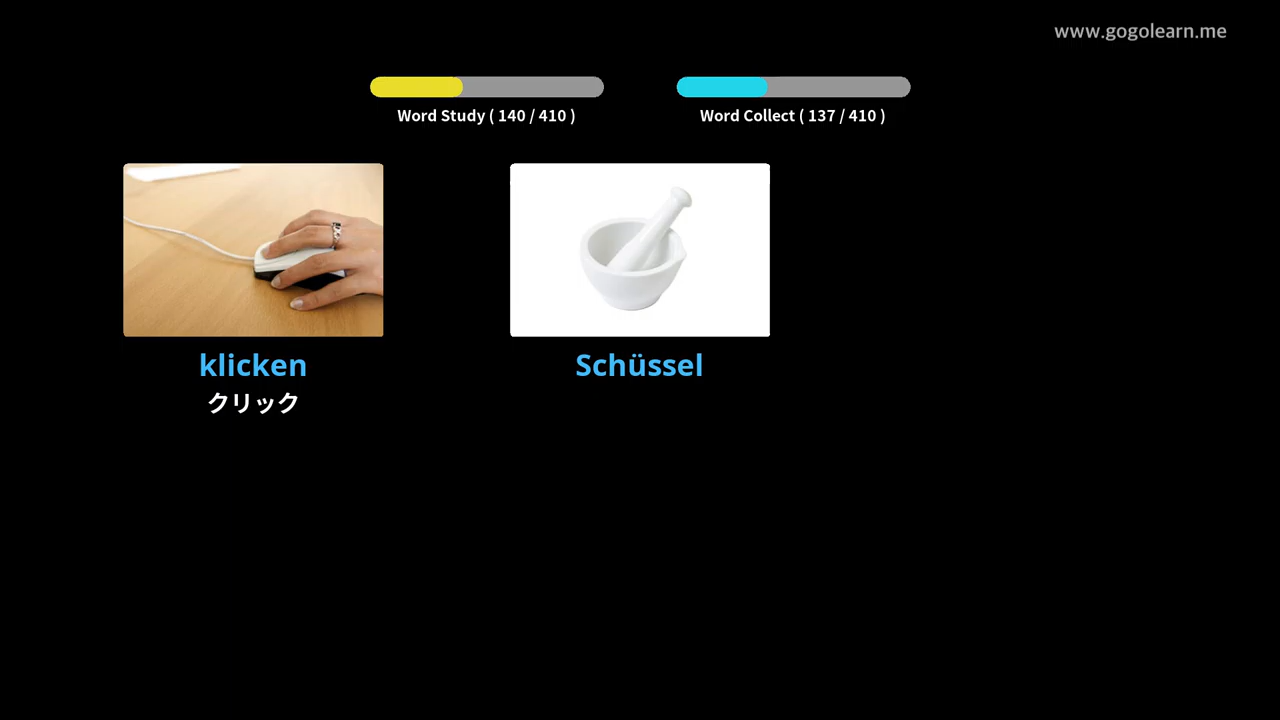 www.gogolearn.me
Word Study ( 140 / 410 )
Word Collect ( 137 / 410 )
klicken
クリック
Schüssel